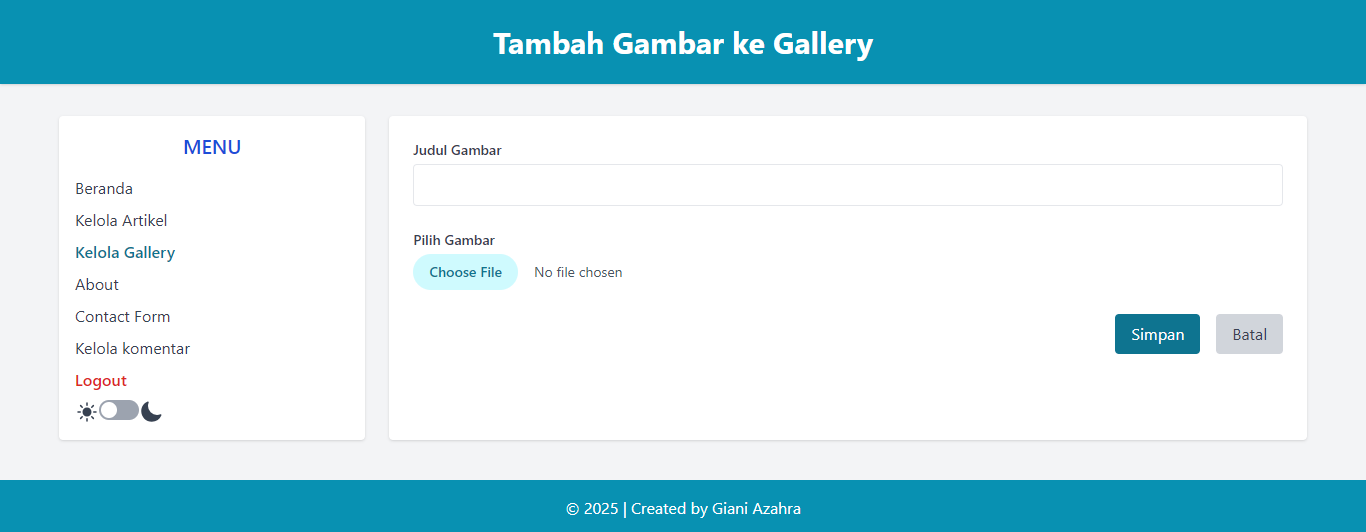 Tambah Gambar ke Gallery
MENU
Beranda
Kelola Artikel
Kelola Gallery
About
Contact Form
Kelola komentar
Logout
Judul Gambar
Pilih Gambar
Choose File No file chosen
Simpan Batal
© 2025 | Created by Giani Azahra